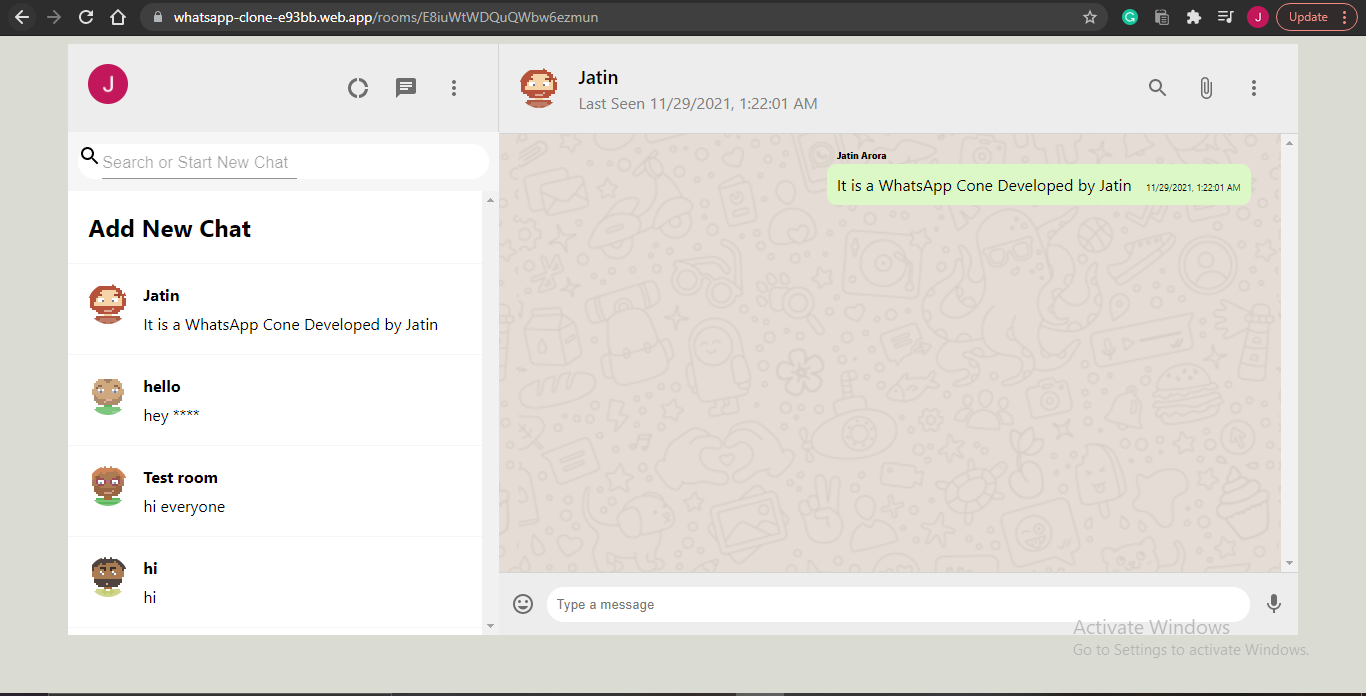 whatsapp-clone-e93bb.web.app/rooms/E8iuWtWDQuQWbw6ezmun
J
Update
J
Jatin
Last Seen 11/29/2021, 1:22:01 AM
Search or Start New Chat
Add New Chat
Jatin
It is a WhatsApp Cone Developed by Jatin
hello
hey ****
Test room
hi everyone
hi
hi
Jatin Arora
It is a WhatsApp Cone Developed by Jatin 11/29/2021, 1:22:01 AM
Type a message
Activate Windows
Go to Settings to activate Windows.